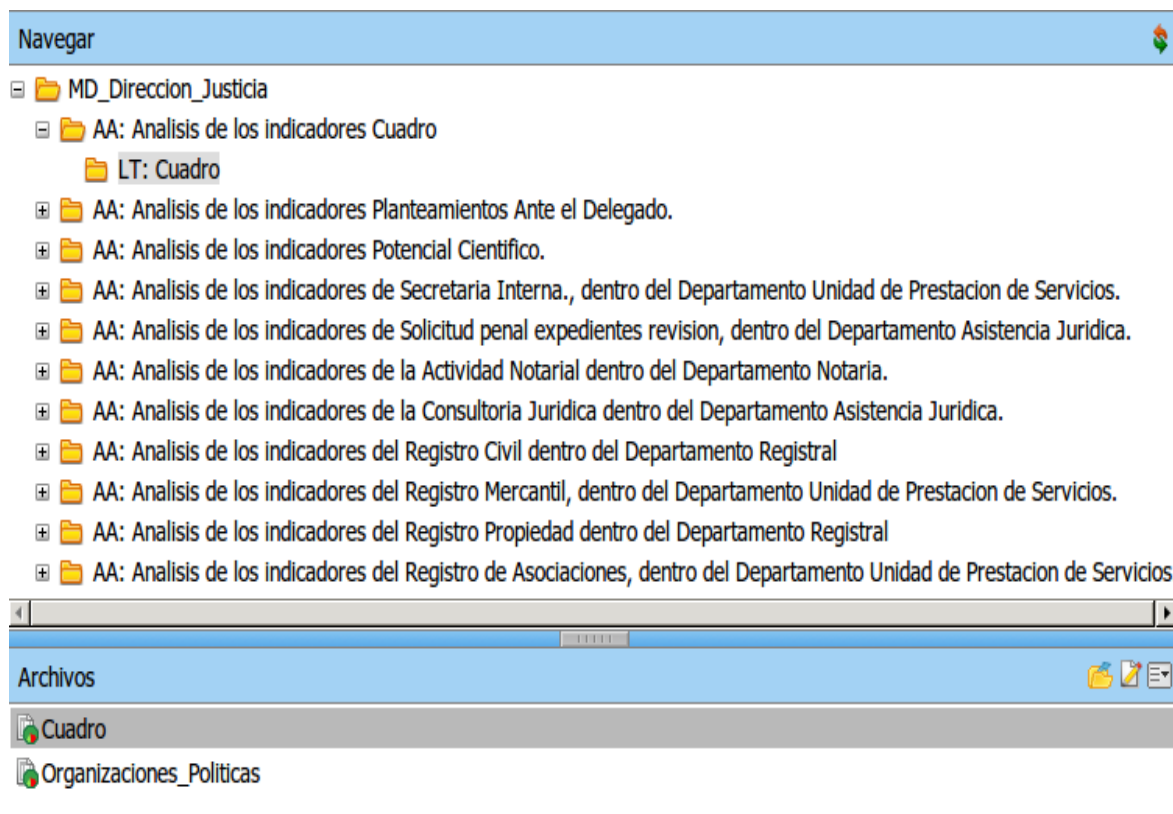 Navegar
MD_Direccion_Justicia
AA: Analisis de los indicadores Cuadro
LT: Cuadro
AA: Analisis de los indicadores Planteamientos Ante el Delegado.
AA: Analisis de los indicadores Potencial Cientifico.
AA: Analisis de los indicadores de Secretaria Interna., dentro del Departamento Unidad de Prestacion de Servicios.
AA: Analisis de los indicadores de Solicitud penal expedientes revision, dentro del Departamento Asistencia Juridica.
AA: Analisis de los indicadores de la Actividad Notarial dentro del Departamento Notaria.
AA: Analisis de los indicadores de la Consultoria Juridica dentro del Departamento Asistencia Juridica.
AA: Analisis de los indicadores del Registro Civil dentro del Departamento Registral
AA: Analisis de los indicadores del Registro Mercantil, dentro del Departamento Unidad de Prestacion de Servicios.
AA: Analisis de los indicadores del Registro Propiedad dentro del Departamento Registral
AA: Analisis de los indicadores del Registro de Asociaciones, dentro del Departamento Unidad de Prestacion de Servicios
Archivos
Cuadro
Organizaciones_Politicas